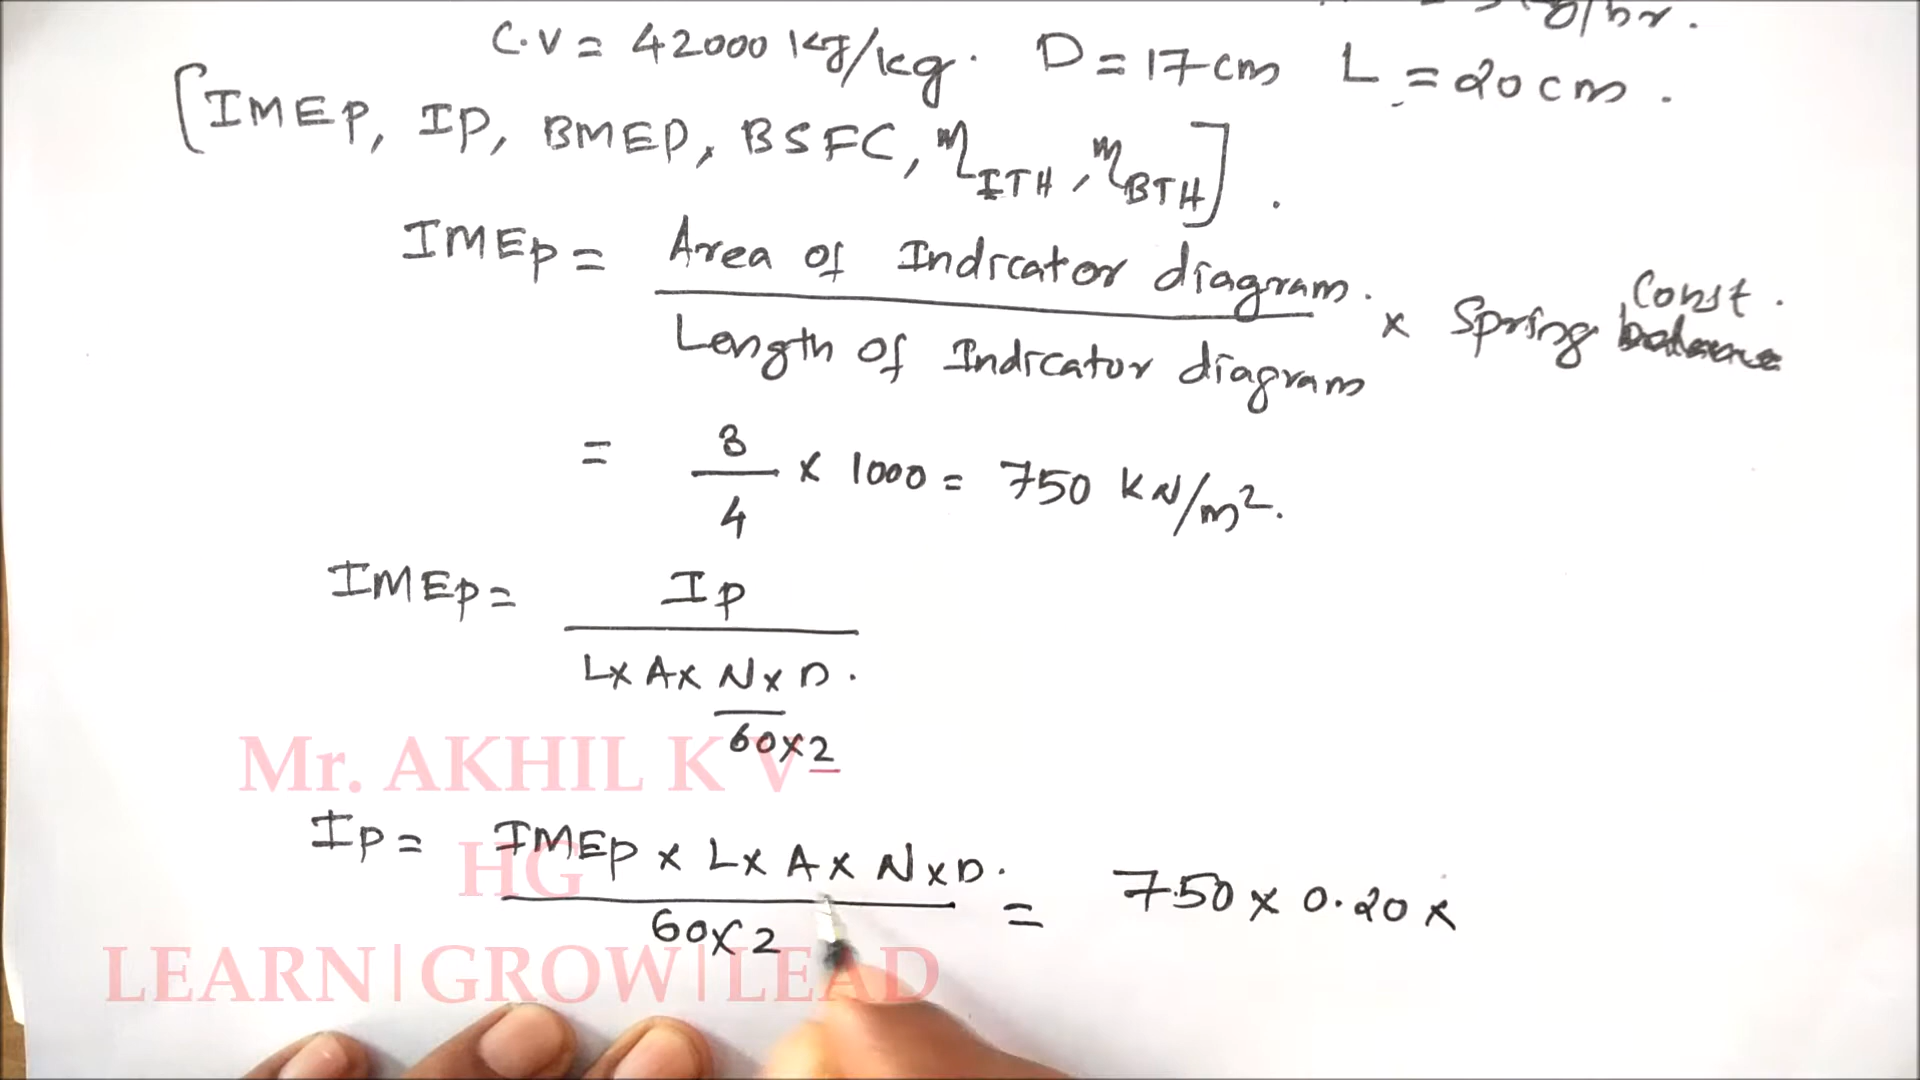 g/hr.
C.V = 42000 KJ/kg. D = 17 cm L = 20 cm.
[IMEP, IP, BMEP, BSFC, ηITH, ηBTH].
IMEP = Area of Indicator diagram. × Spring Const.
Length of Indicator diagram
= 3 × 1000 = 750 KN/m².
4
IMEP = IP
L× A× N× n.
60×2
Mr. AKHIL K V
IP = IMEP × L× A× N×n. = 750 × 0.20 ×
60×2
HG
LEARN|GROW|LEAD